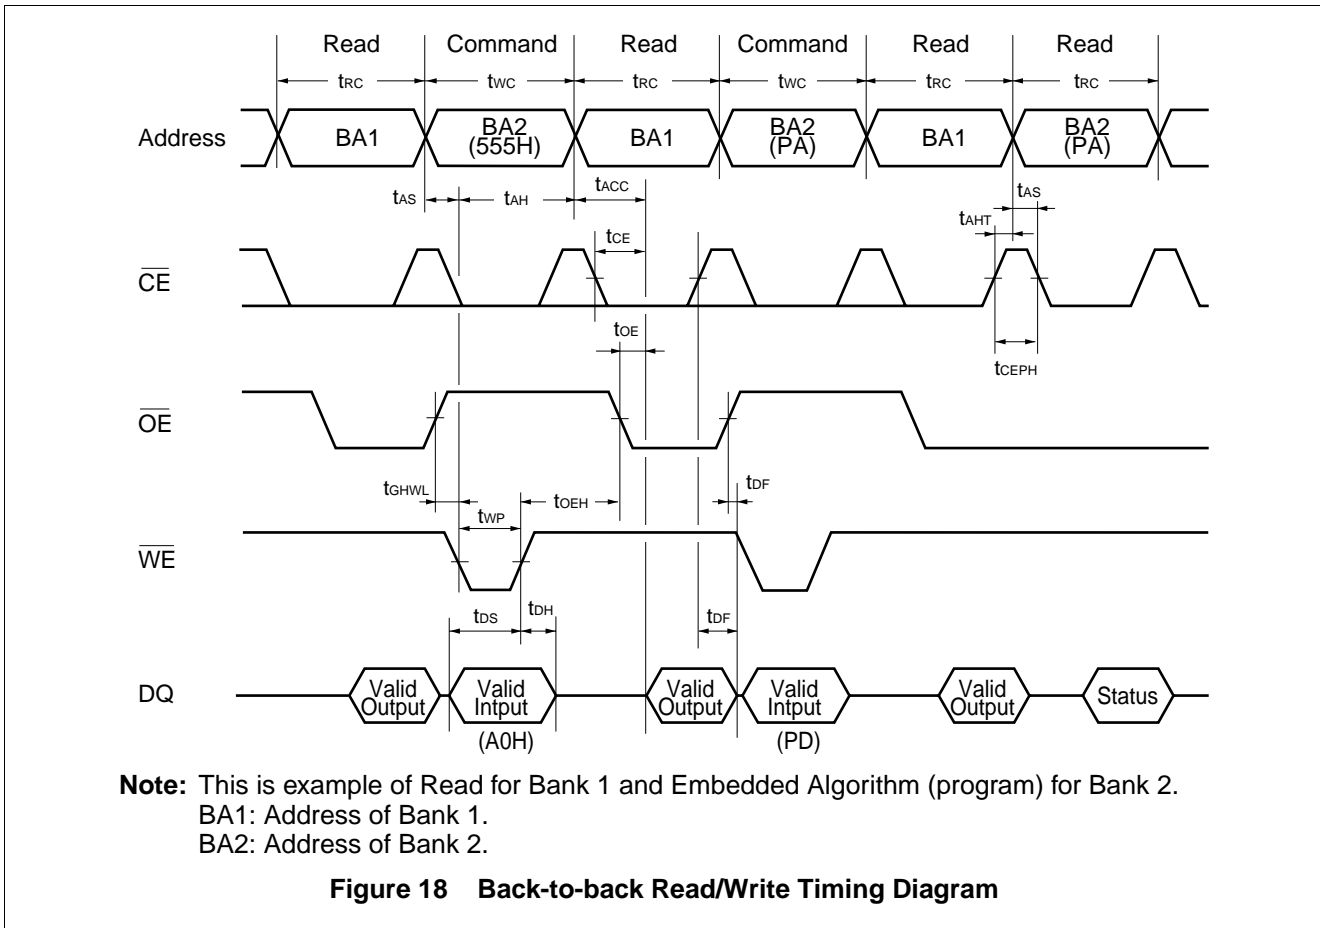 Read Command Read Command Read Read
tRC tWC tRC tWC tRC tRC
Address BA1 BA2 BA1 BA2 BA1 BA2
(555H) (PA) (PA)
tAS tAH tACC tAS
tAHT
tCE
CE
tOE
tCEPH
OE
tGHWL tOEH tDF
tWP
WE
tDS tDH tDF
DQ Valid Valid Valid Valid Valid Status
Output Intput Output Intput Output
(A0H) (PD)
Note: This is example of Read for Bank 1 and Embedded Algorithm (program) for Bank 2.
BA1: Address of Bank 1.
BA2: Address of Bank 2.
Figure 18 Back-to-back Read/Write Timing Diagram